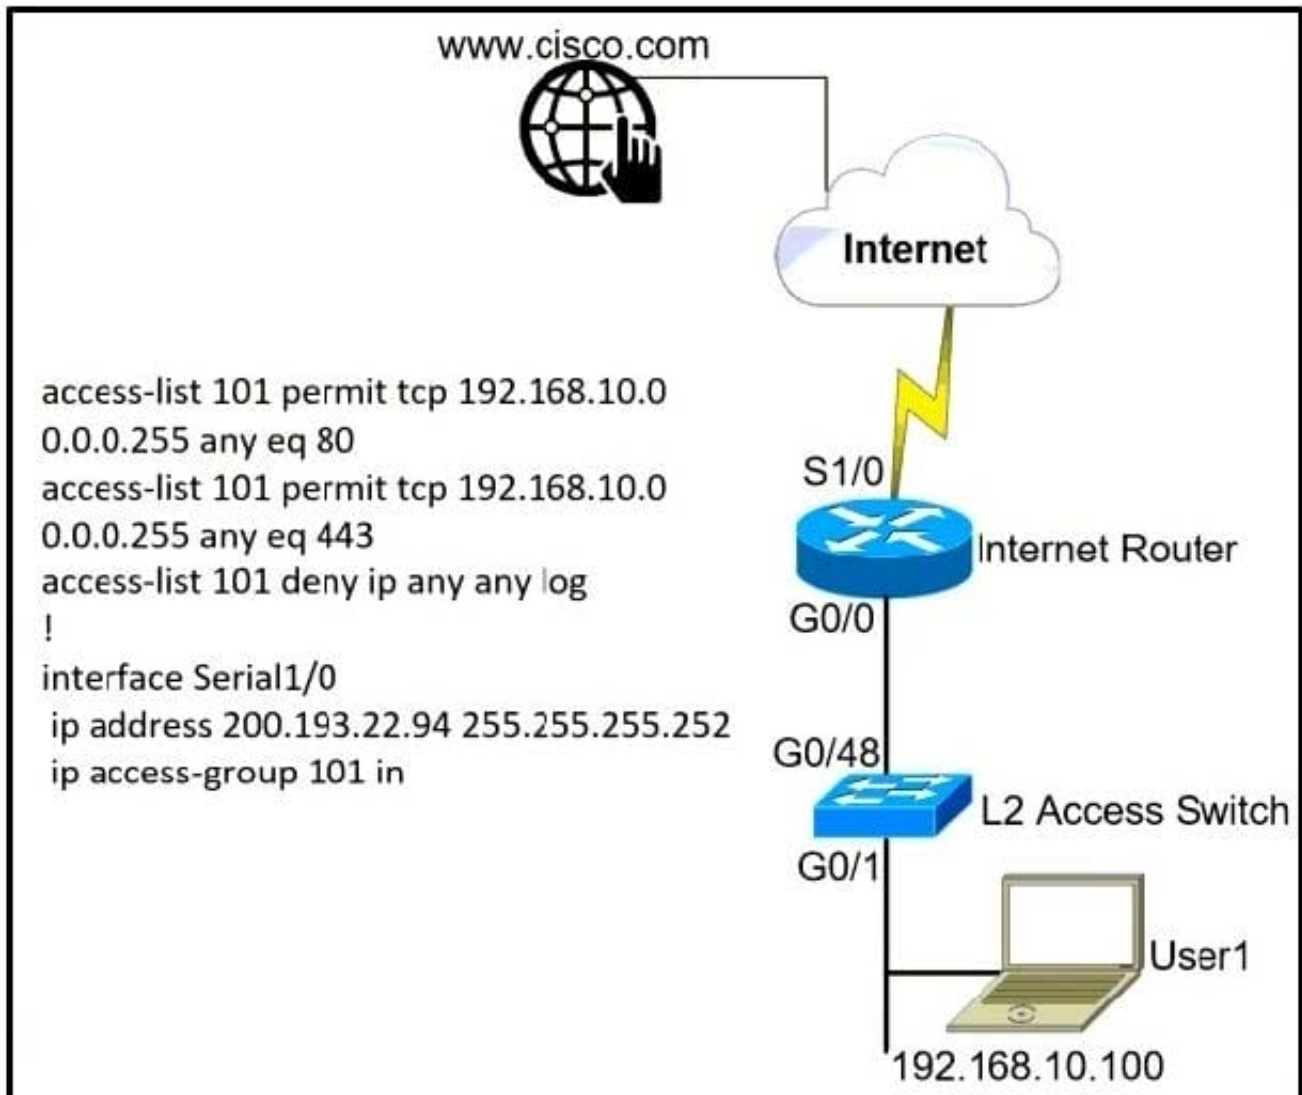 www.cisco.com
Internet
access-list 101 permit tcp 192.168.10.0
0.0.0.255 any eq 80
access-list 101 permit tcp 192.168.10.0
0.0.0.255 any eq 443
access-list 101 deny ip any any log
!
interface Serial1/0
ip address 200.193.22.94 255.255.255.252
ip access-group 101 in
S1/0
Internet Router
G0/0
G0/48
L2 Access Switch
G0/1
User1
192.168.10.100